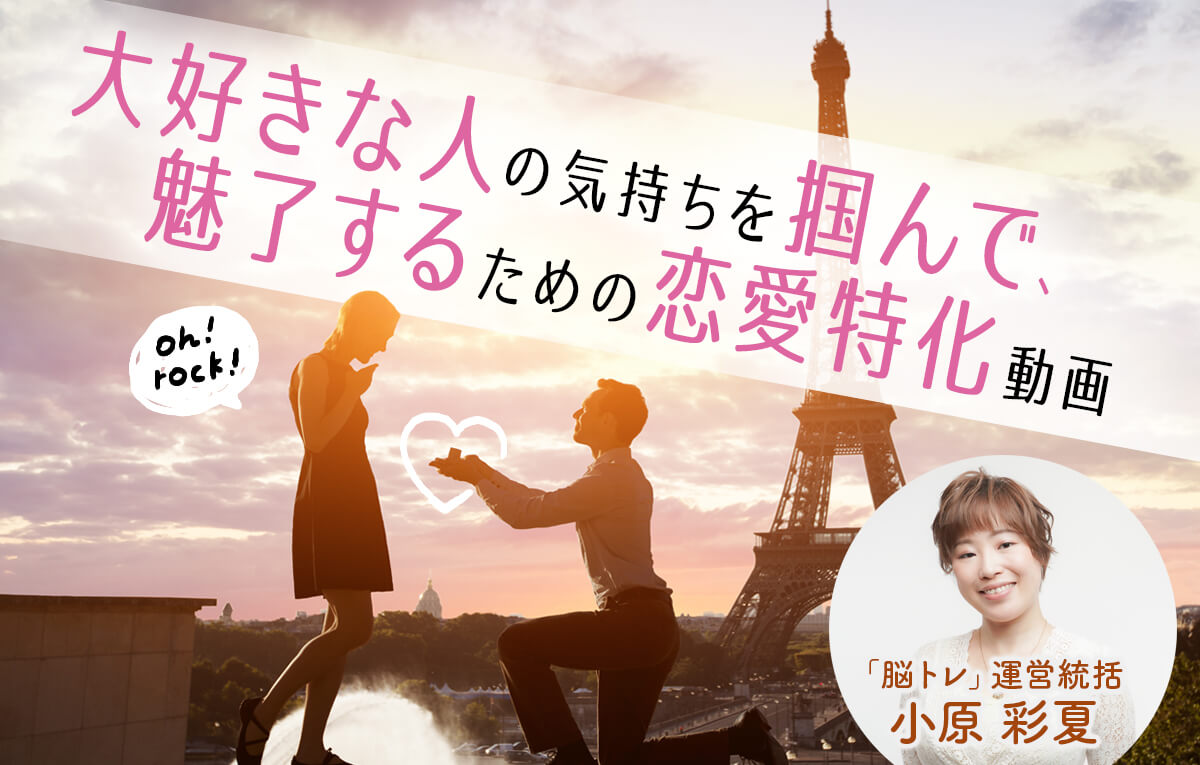 大好きな人の気持ちを掴んで、
魅了するための恋愛特化動画
oh!
rock!
「脳トレ」運営統括
小原 彩夏